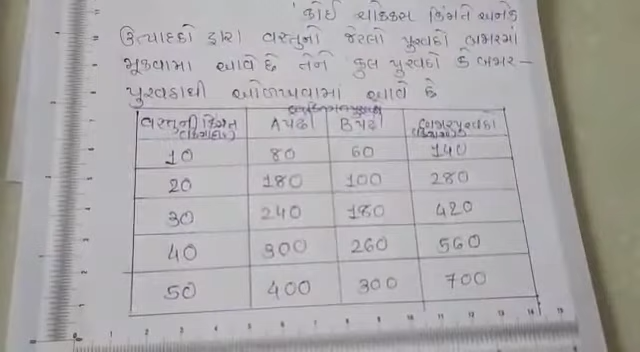 કોઈ ચોક્કસ કિંમતે અનેક
ઉત્પાદકો દ્વારા વસ્તુનો જેટલો પુરવઠો બજારમાં
મૂકવામાં આવે છે તેને કુલ પુરવઠો કે બજાર-
પુરવઠાથી ઓળખવામાં આવે છે
વસ્તુની કિંમત A પેઢી B પેઢી બજારપુરવઠો
10 80 60 140
20 180 100 280
30 240 180 420
40 300 260 560
50 400 300 700